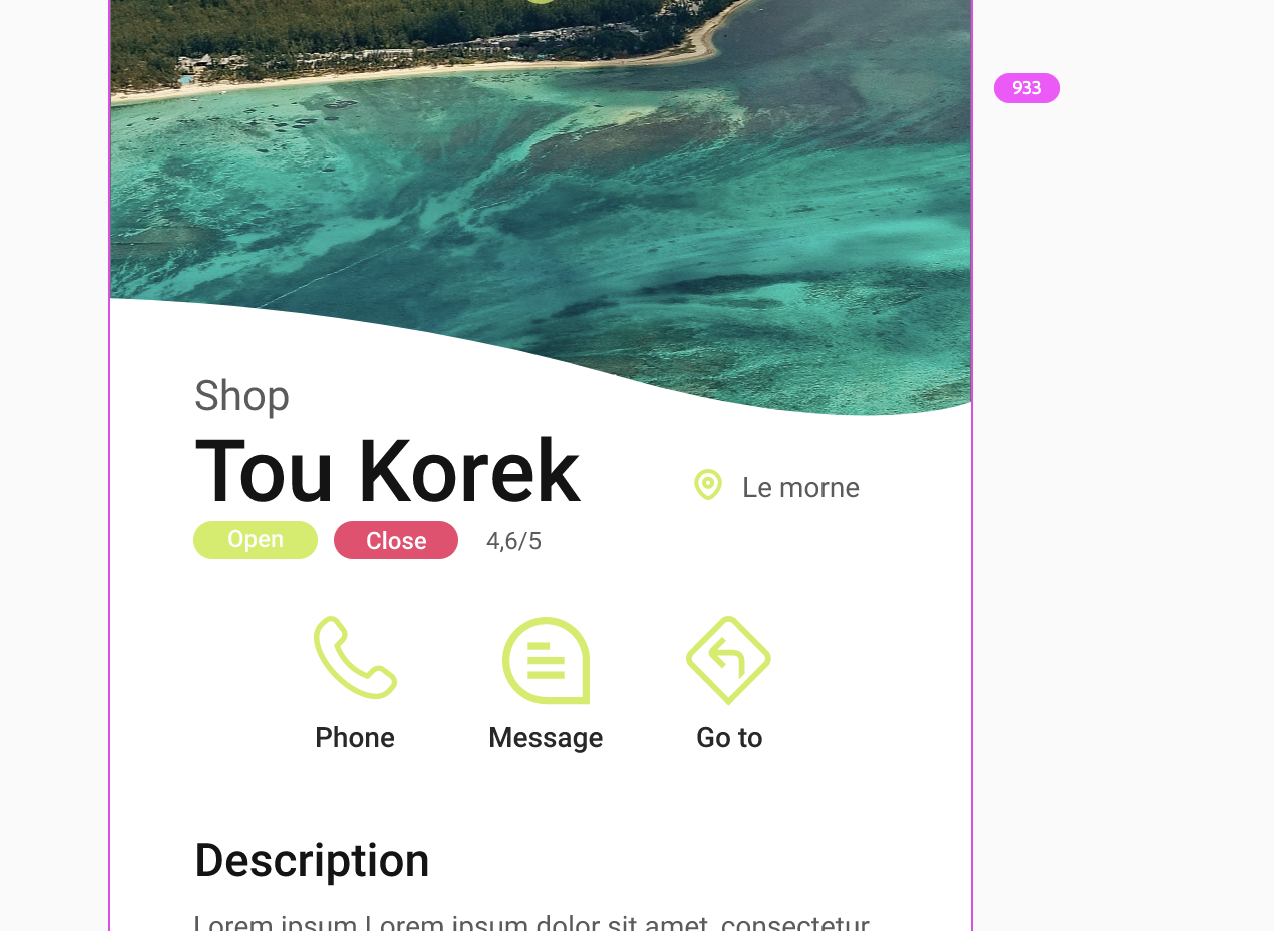 933
Shop
Tou Korek
Le morne
Open
Close
4,6/5
Phone
Message
Go to
Description
Lorem ipsum Lorem ipsum dolor sit amet, consectetur